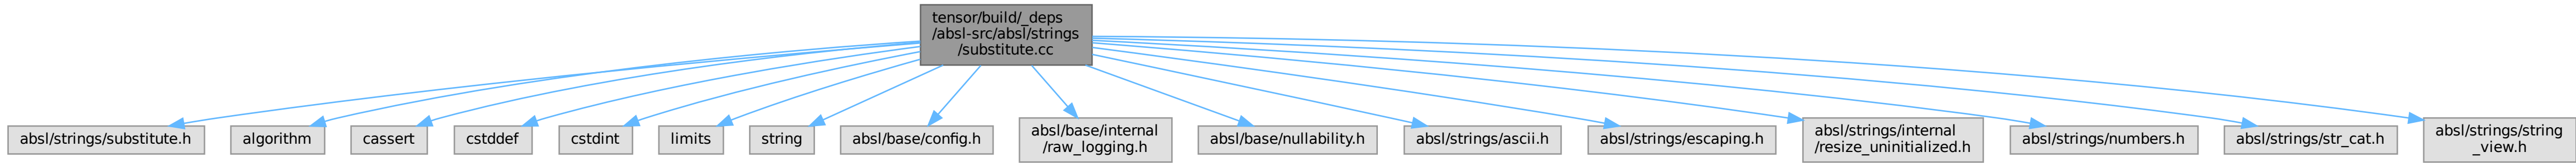 tensor/build/_deps
/absl-src/absl/strings
/substitute.cc
absl/strings/substitute.h
algorithm
cassert
cstddef
cstdint
limits
string
absl/base/config.h
absl/base/internal
/raw_logging.h
absl/base/nullability.h
absl/strings/ascii.h
absl/strings/escaping.h
absl/strings/internal
/resize_uninitialized.h
absl/strings/numbers.h
absl/strings/str_cat.h
absl/strings/string
_view.h